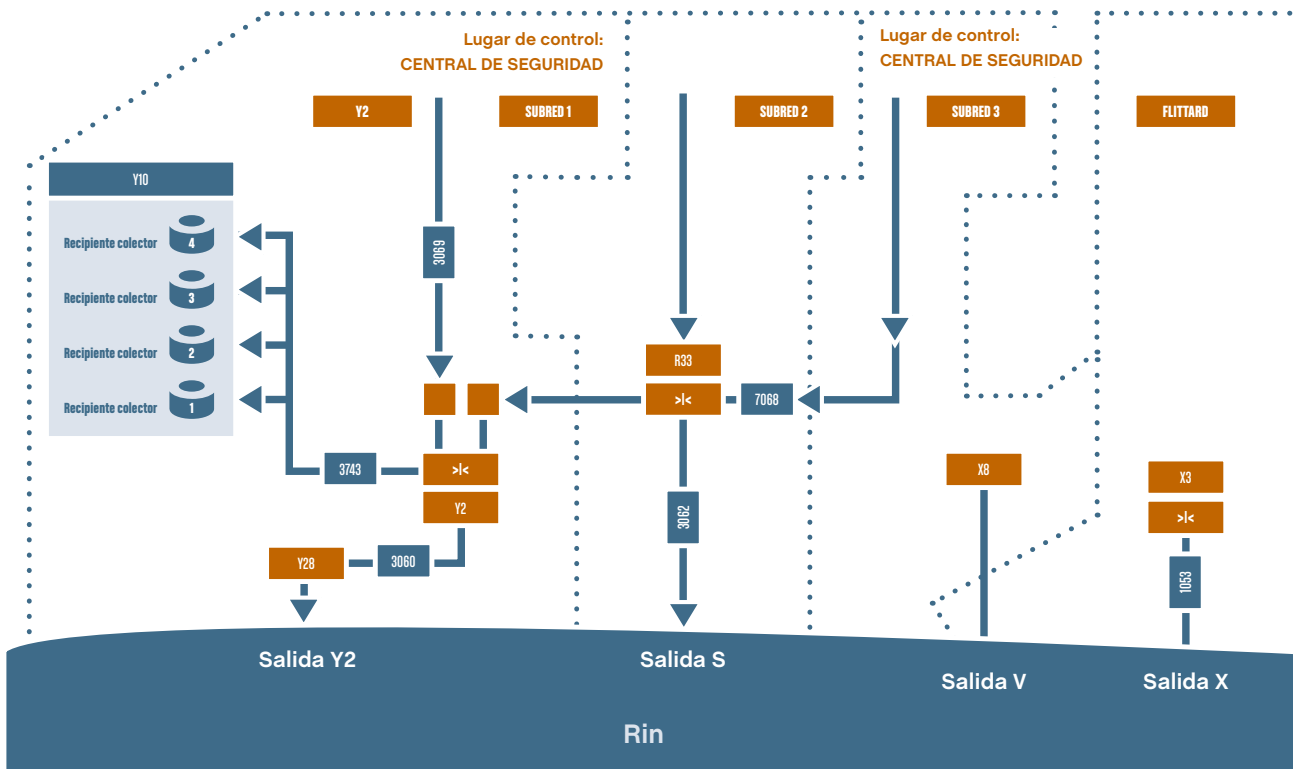 Lugar de control:
CENTRAL DE SEGURIDAD
Lugar de control:
CENTRAL DE SEGURIDAD
Y2
SUBRED 1
SUBRED 2
SUBRED 3
FLITTARD
Y10
Recipiente colector
4
Recipiente colector
3
Recipiente colector
2
Recipiente colector
1
3069
R33
>|<
7068
3743
>|<
Y2
3062
X8
X3
>|<
Y28
3060
1053
Salida Y2
Salida S
Salida V
Salida X
Rin